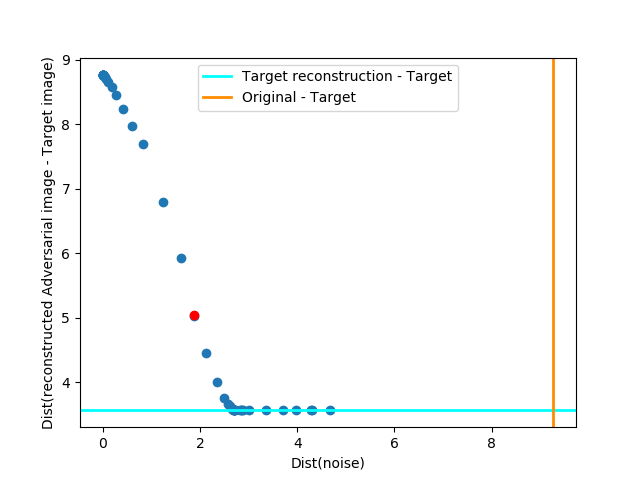 Target reconstruction - Target
Original - Target
Dist(reconstructed Adversarial image - Target image)
9
8
7
6
5
4
0 2 4 6 8
Dist(noise)